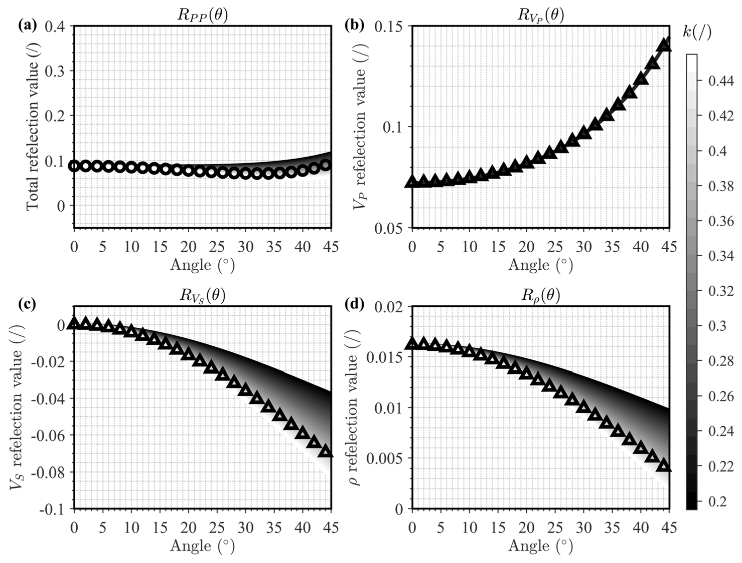 (a)
R_PP(θ)
Total refelection value (/)
0.4
0.3
0.2
0.1
0
0 5 10 15 20 25 30 35 40 45
Angle (°)
(b)
R_{V_P}(θ)
V_P refelection value (/)
0.15
0.1
0.05
0 5 10 15 20 25 30 35 40 45
Angle (°)
k(/)
0.44
0.42
0.4
0.38
0.36
0.34
0.32
0.3
0.28
0.26
0.24
0.22
0.2
(c)
R_{V_S}(θ)
V_S refelection value (/)
0
-0.02
-0.04
-0.06
-0.08
-0.1
0 5 10 15 20 25 30 35 40 45
Angle (°)
(d)
R_ρ(θ)
ρ refelection value (/)
0.02
0.015
0.01
0.005
0
0 5 10 15 20 25 30 35 40 45
Angle (°)